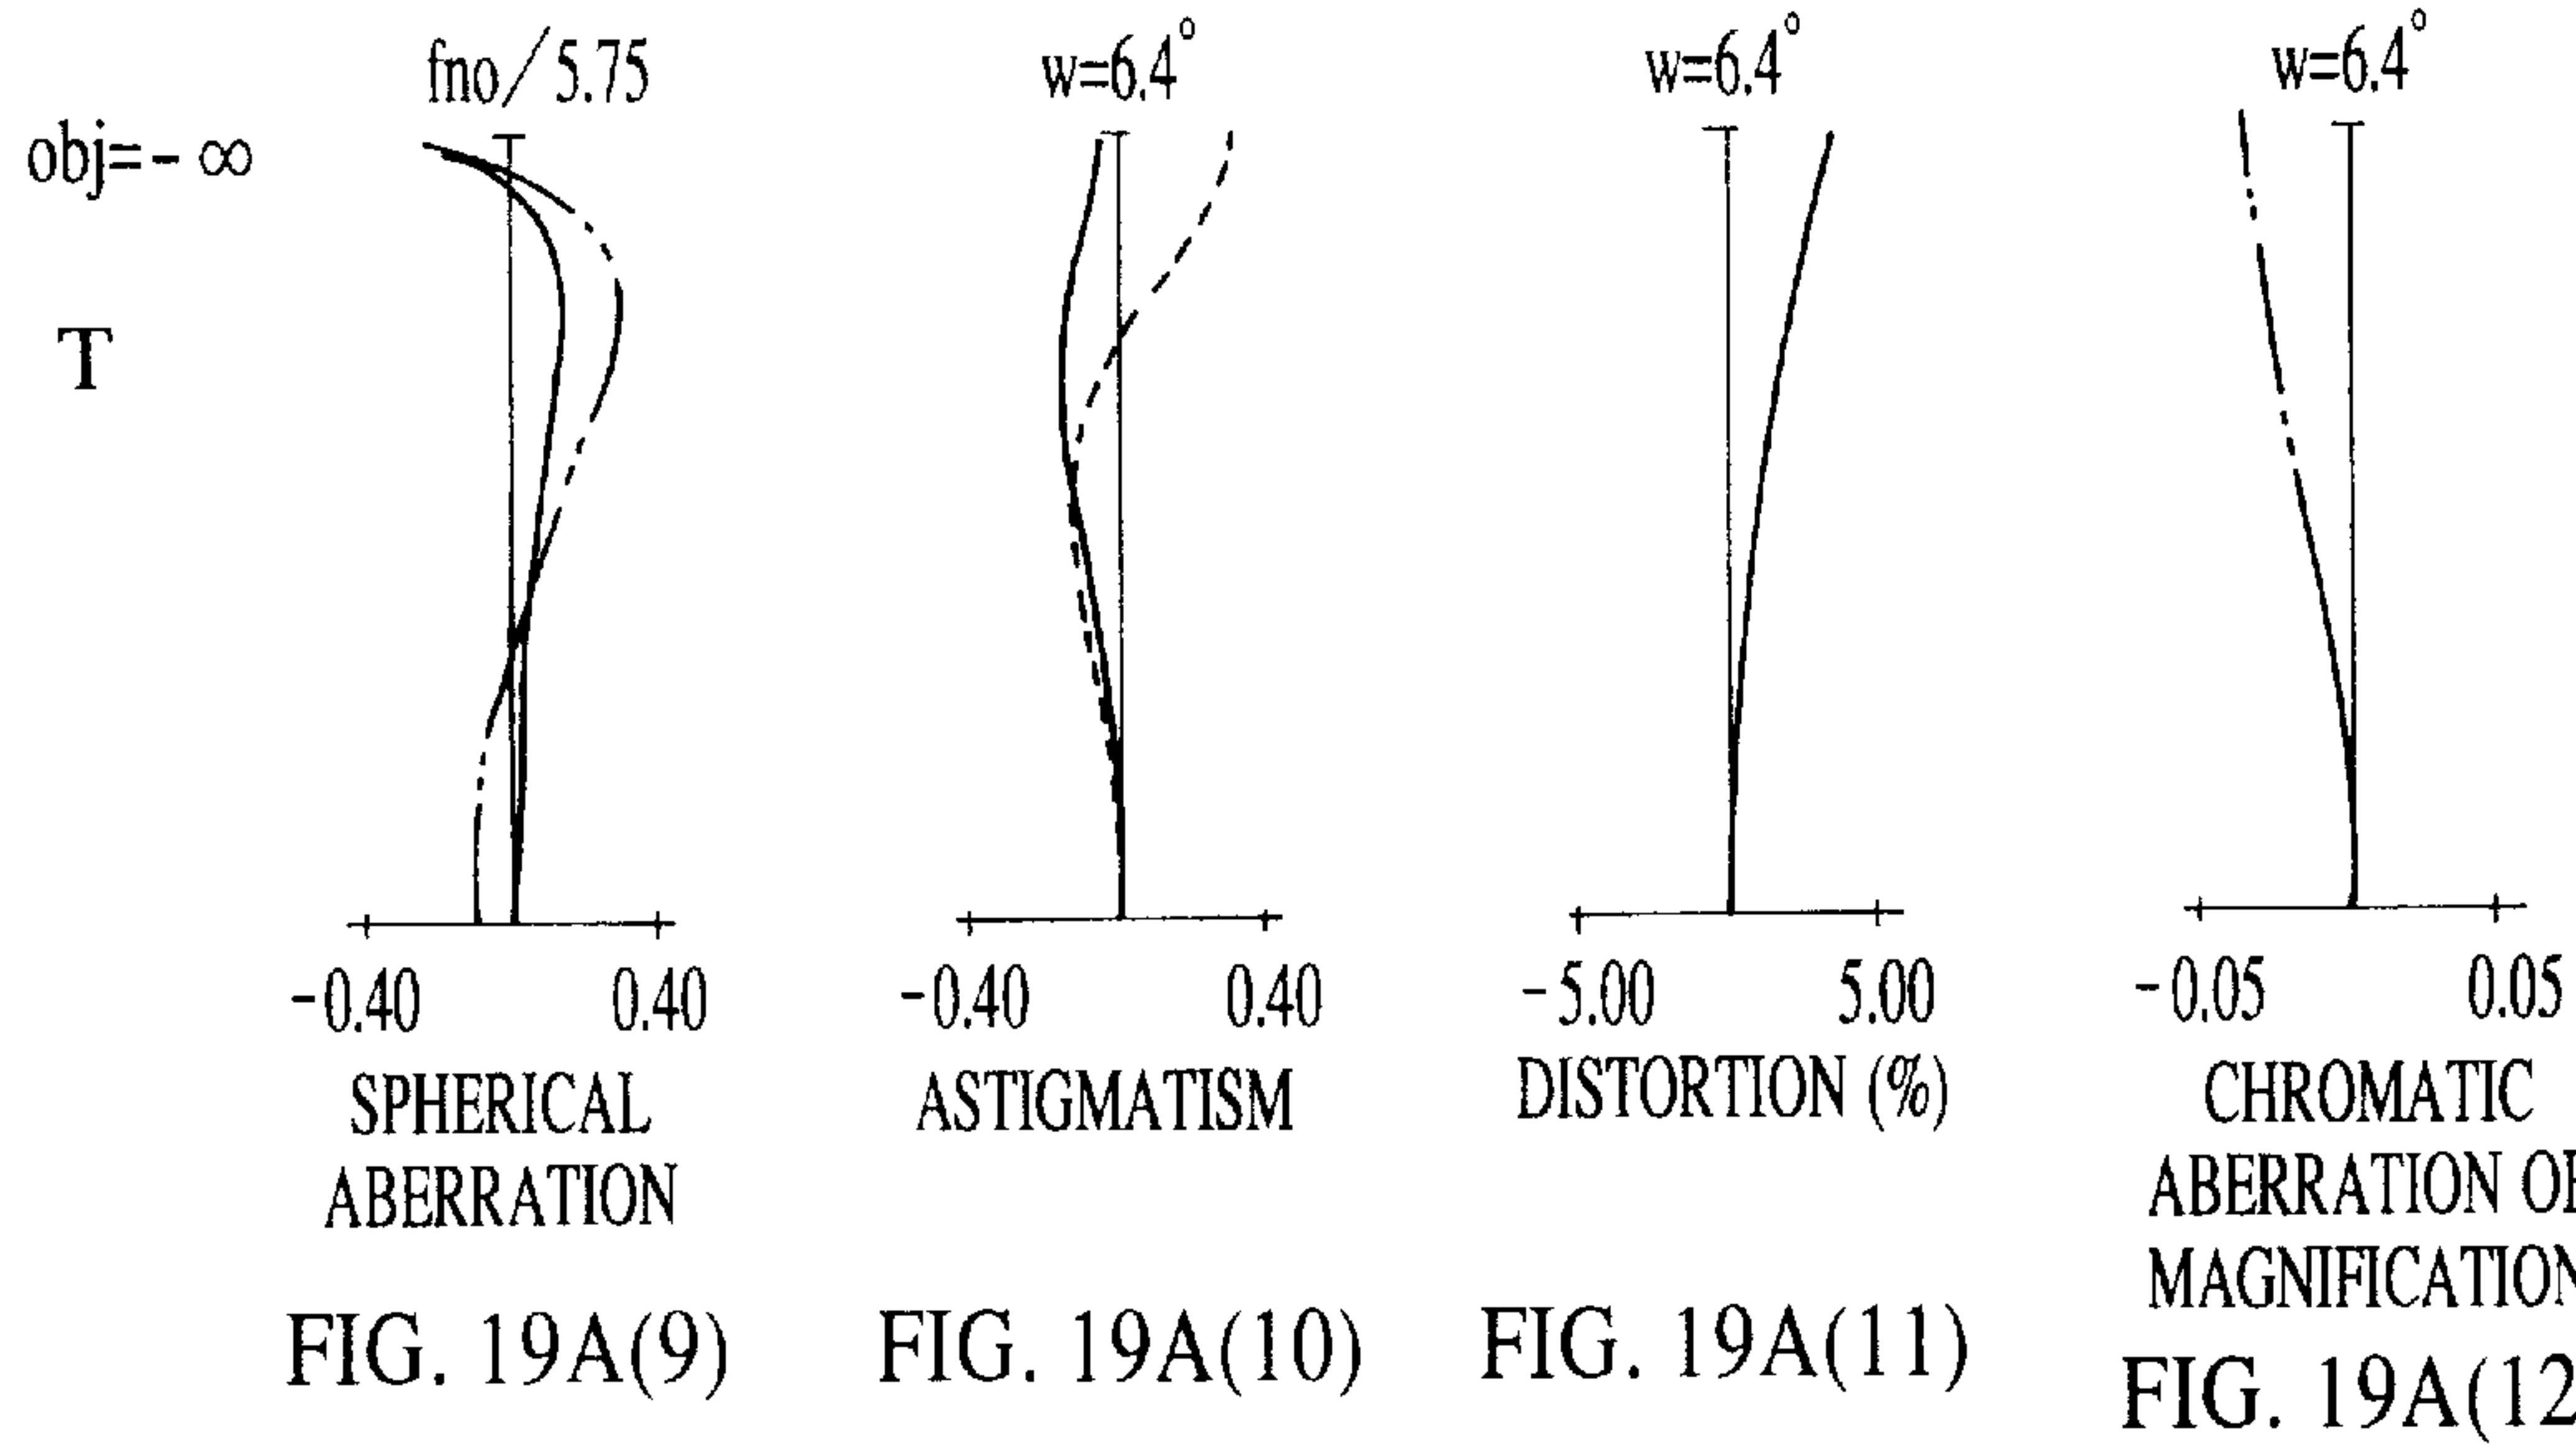 fno/5.75
w=6.4°
w=6.4°
w=6.4°
obj=- ∞
T
-0.40 0.40
-0.40 0.40
-5.00 5.00
-0.05 0.05
SPHERICAL
ABERRATION
ASTIGMATISM
DISTORTION (%)
CHROMATIC
ABERRATION OF
MAGNIFICATION
FIG. 19A(9)
FIG. 19A(10)
FIG. 19A(11)
FIG. 19A(12